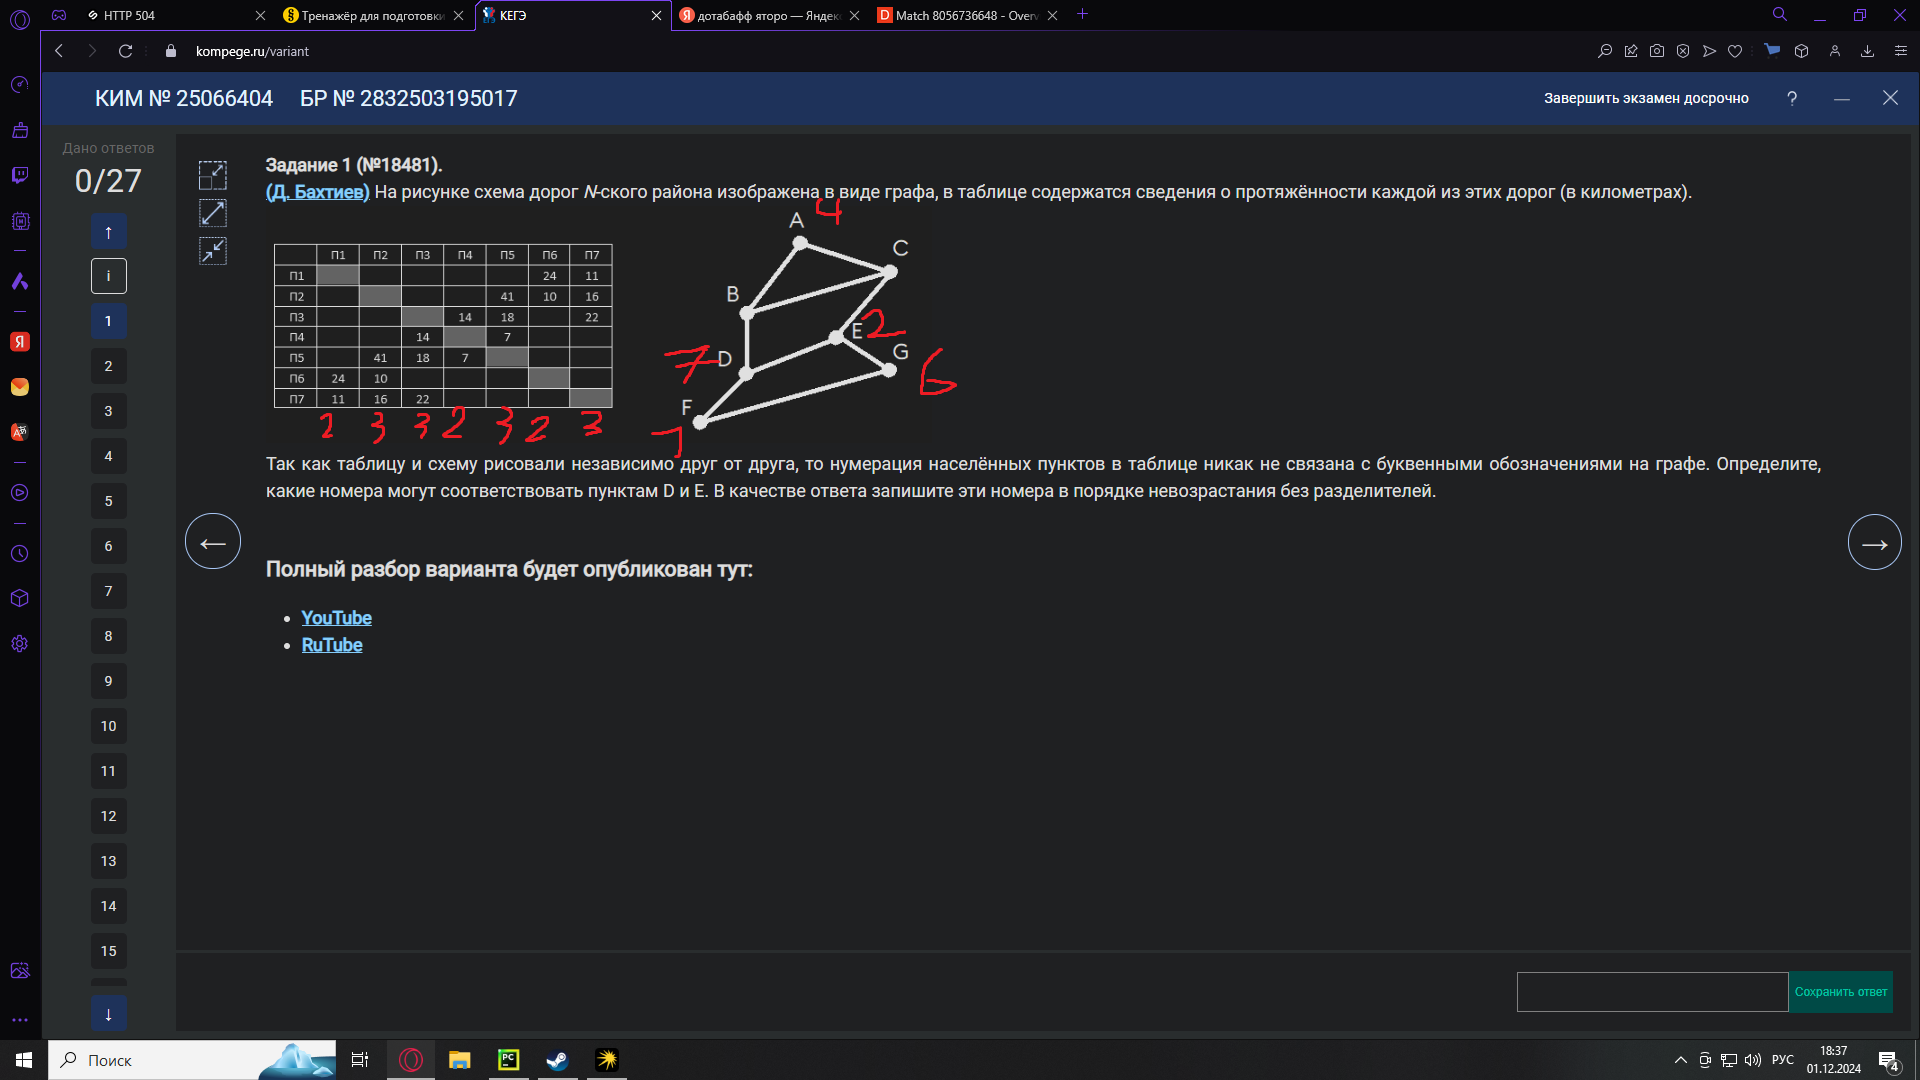 HTTP 504
Тренажёр для подготовки
КЕГЭ
дотабафф яторо — Яндекс
Match 8056736648 - Overv
kompege.ru/variant
КИМ № 25066404 БР № 2832503195017
Завершить экзамен досрочно
?
Дано ответов
0/27
↑
i
1
2
3
4
5
6
7
8
9
10
11
12
13
14
15
↓
Задание 1 (№18481).
(Д. Бахтиев) На рисунке схема дорог N-ского района изображена в виде графа, в таблице содержатся сведения о протяжённости каждой из этих дорог (в километрах).
П1 П2 П3 П4 П5 П6 П7
П1 24 11
П2 41 10 16
П3 14 18 22
П4 14 7
П5 41 18 7
П6 24 10
П7 11 16 22
2 3 3 2 3 2 3
A 4
C
B
E 2
G 6
7 D
F
1
Так как таблицу и схему рисовали независимо друг от друга, то нумерация населённых пунктов в таблице никак не связана с буквенными обозначениями на графе. Определите,
какие номера могут соответствовать пунктам D и E. В качестве ответа запишите эти номера в порядке невозрастания без разделителей.
Полный разбор варианта будет опубликован тут:
YouTube
RuTube
Сохранить ответ
Поиск
РУС
18:37
01.12.2024
4